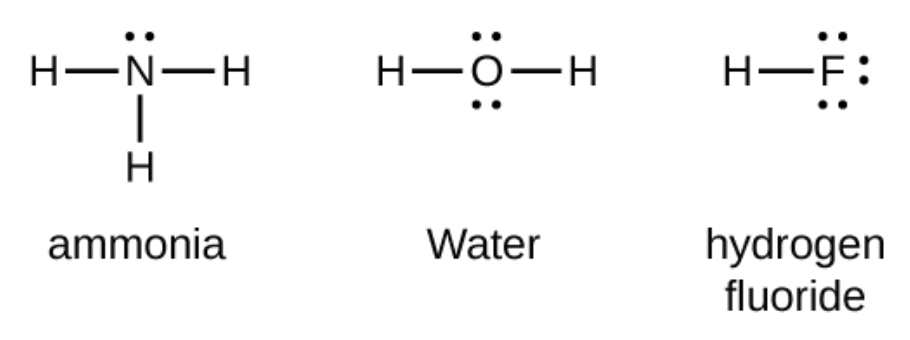 H—N—H
H
H—O—H
H—F
ammonia
Water
hydrogen
fluoride